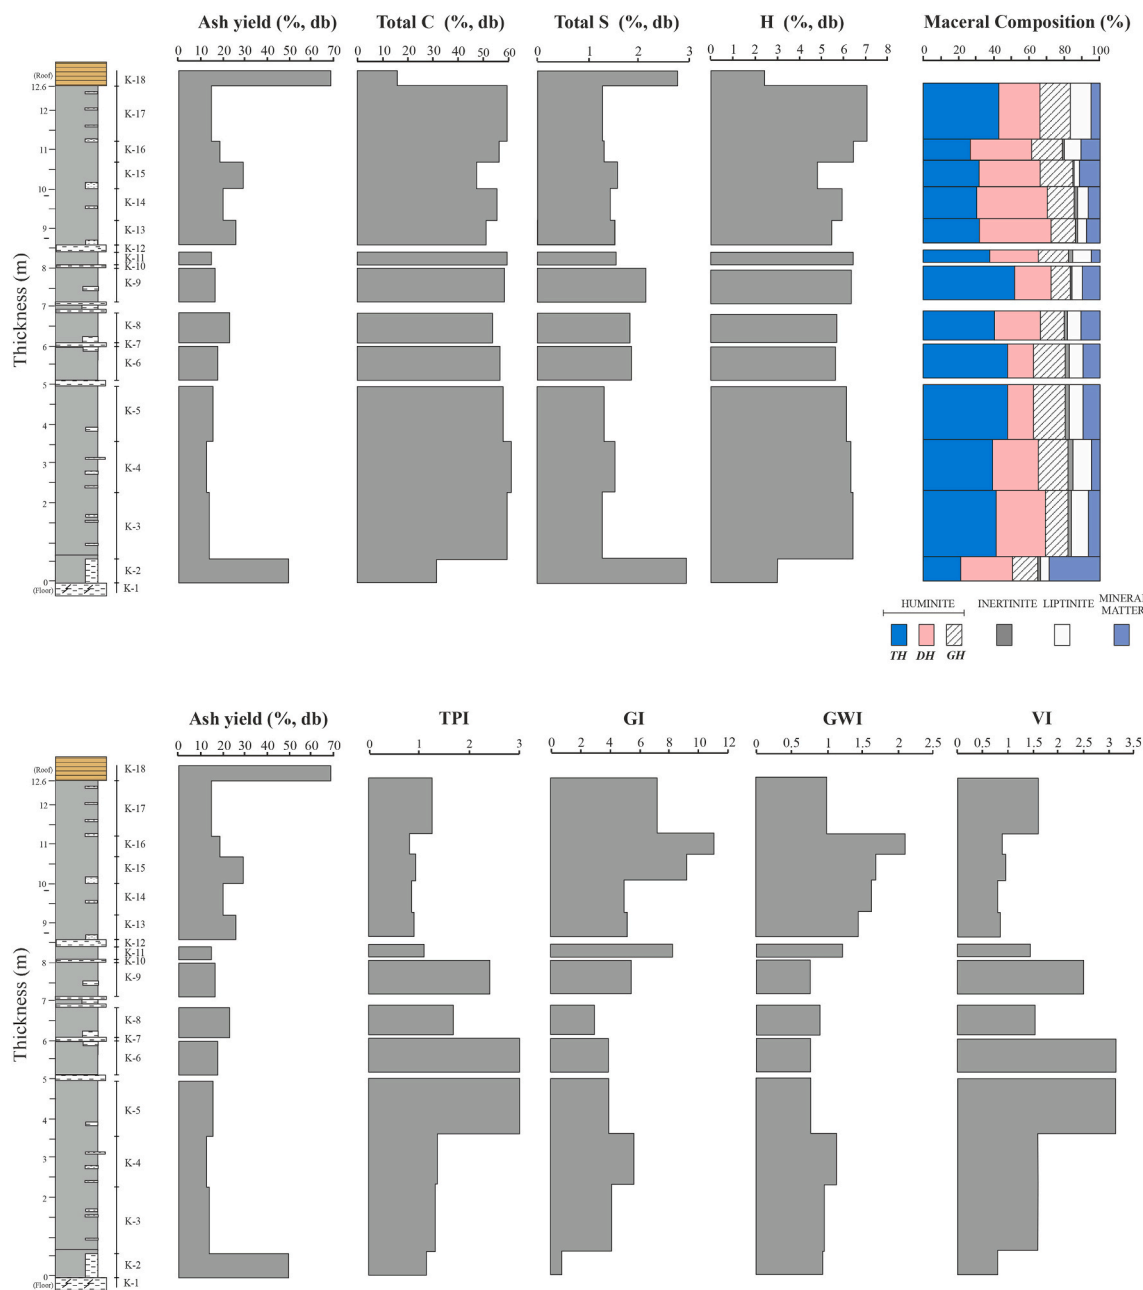 Ash yield (%, db) Total C (%, db) Total S (%, db) H (%, db) Maceral Composition (%)
0 10 20 30 40 50 60 70 0 10 20 30 40 50 60 0 1 2 3 0 1 2 3 4 5 6 7 8 0 20 40 60 80 100
(Roof) K-18
12.6
K-17
12
11 K-16
K-15
10
K-14
9 K-13
K-12
K-11
8 K-10
K-9
7
K-8
6 K-7
K-6
5
K-5
4
K-4
3
2
K-3
K-2
0
(Floor) K-1
Thickness (m)
HUMINITE INERTINITE LIPTINITE MINERA
MATTER
TH DH GH
Ash yield (%, db) TPI GI GWI VI
0 10 20 30 40 50 60 70 0 1 2 3 0 2 4 6 8 10 12 0 0.5 1 1.5 2 2.5 0 0,5 1 1.5 2 2.5 3 3.5
(Roof) K-18
12.6
K-17
12
11 K-16
K-15
10
K-14
9 K-13
K-12
K-11
8 K-10
K-9
7
K-8
6 K-7
K-6
5
K-5
4
K-4
3
2
K-3
K-2
0
(Floor) K-1
Thickness (m)